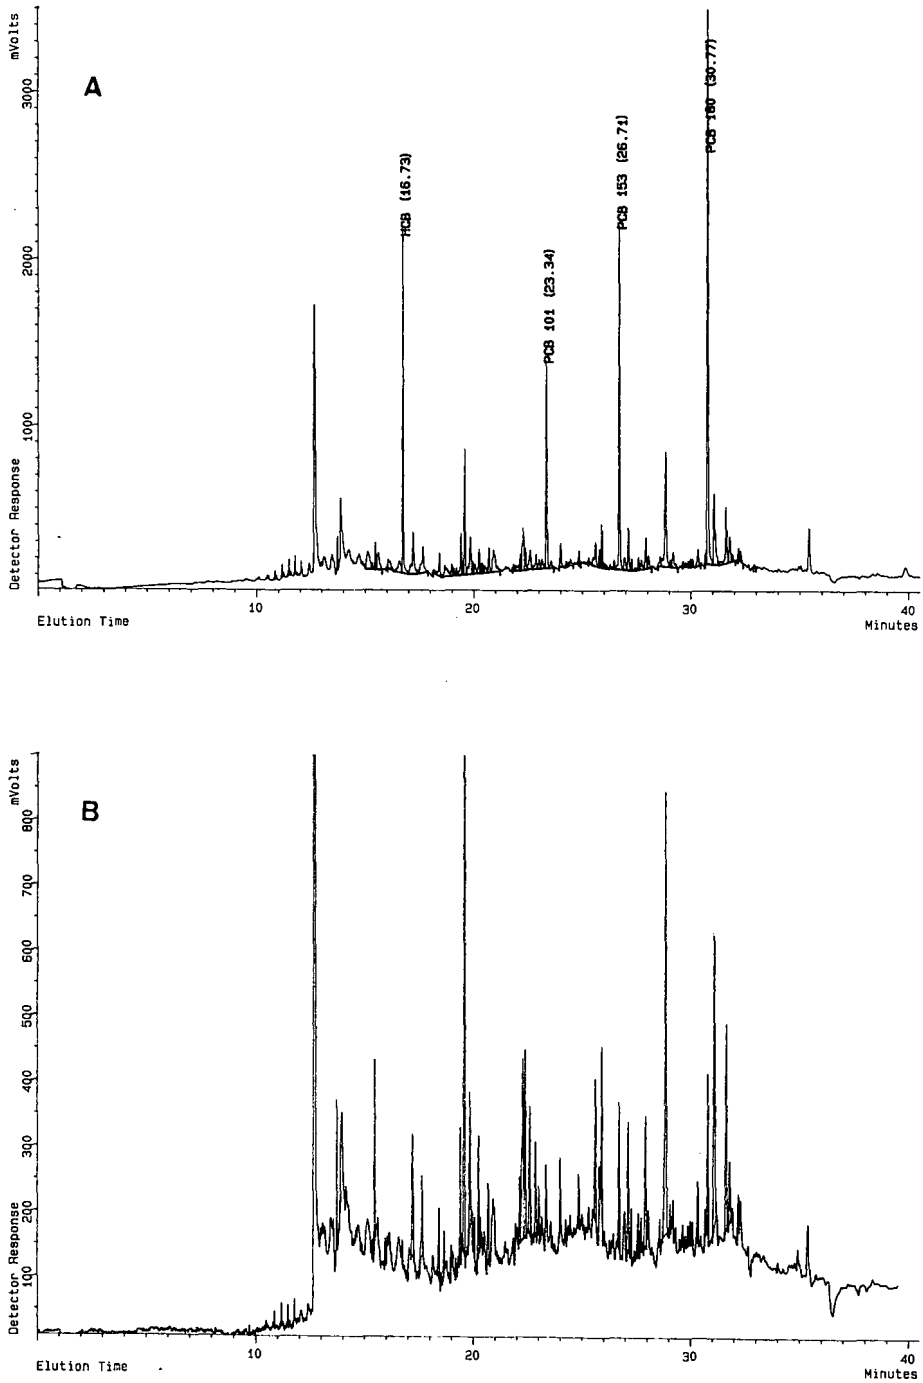 mVolts
A
3000
2000
1000
HCB (16.73)
PCB 101 (23.34)
PCB 153 (26.71)
PCB 180 (30.77)
Detector Response
10
20
30
40
Elution Time
Minutes
mVolts
B
800
700
600
500
400
300
200
100
Detector Response
10
20
30
40
Elution Time
Minutes